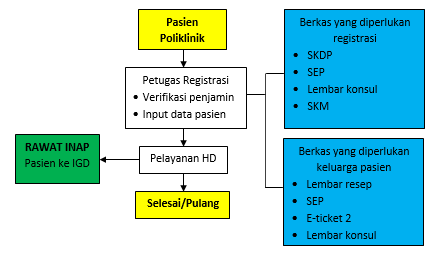 Pasien
Poliklinik
Petugas Registrasi
• Verifikasi penjamin
• Input data pasien
Berkas yang diperlukan
registrasi
• SKDP
• SEP
• Lembar konsul
• SKM
RAWAT INAP
Pasien ke IGD
Pelayanan HD
Berkas yang diperlukan
keluarga pasien
• Lembar resep
• SEP
• E-ticket 2
• Lembar konsul
Selesai/Pulang